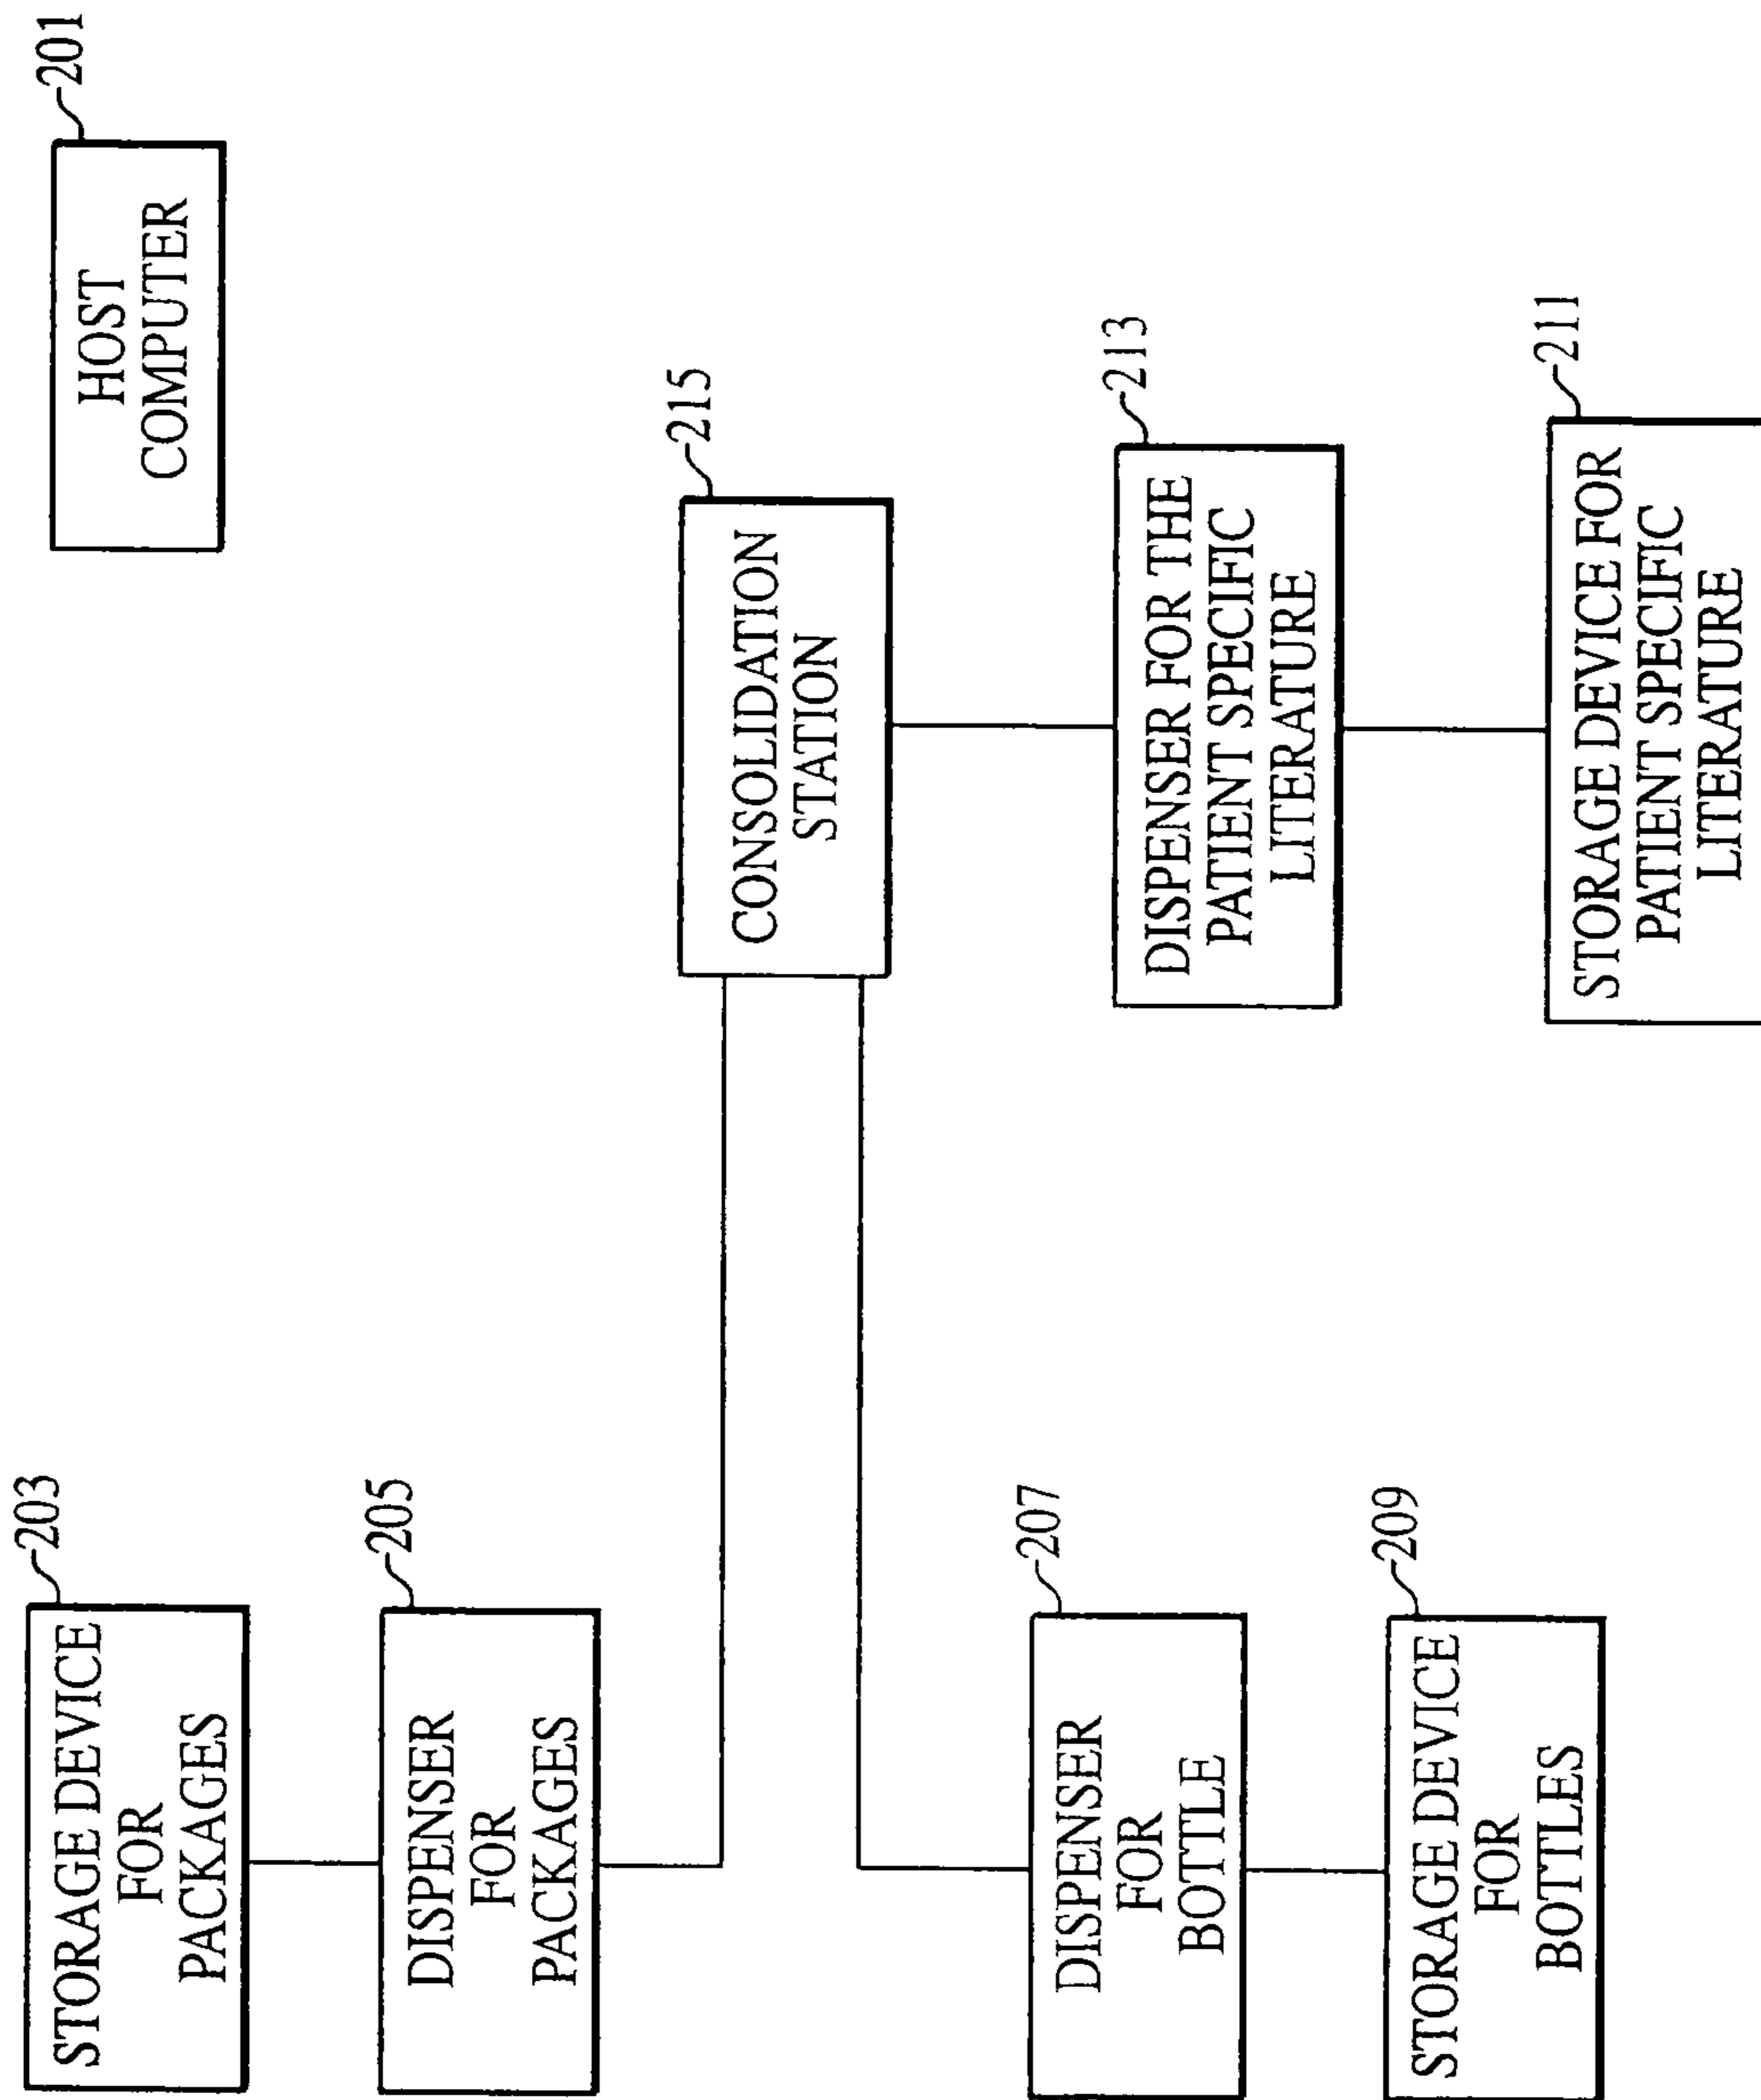 STORAGE DEVICE
FOR
PACKAGES
203
DISPENSER
FOR
PACKAGES
205
DISPENSER
FOR
BOTTLE
207
STORAGE DEVICE
FOR
BOTTLES
209
HOST
COMPUTER
201
CONSOLIDATION
STATION
215
DISPENSER FOR THE
PATIENT SPECIFIC
LITERATURE
213
STORAGE DEVICE FOR
PATIENT SPECIFIC
LITERATURE
211